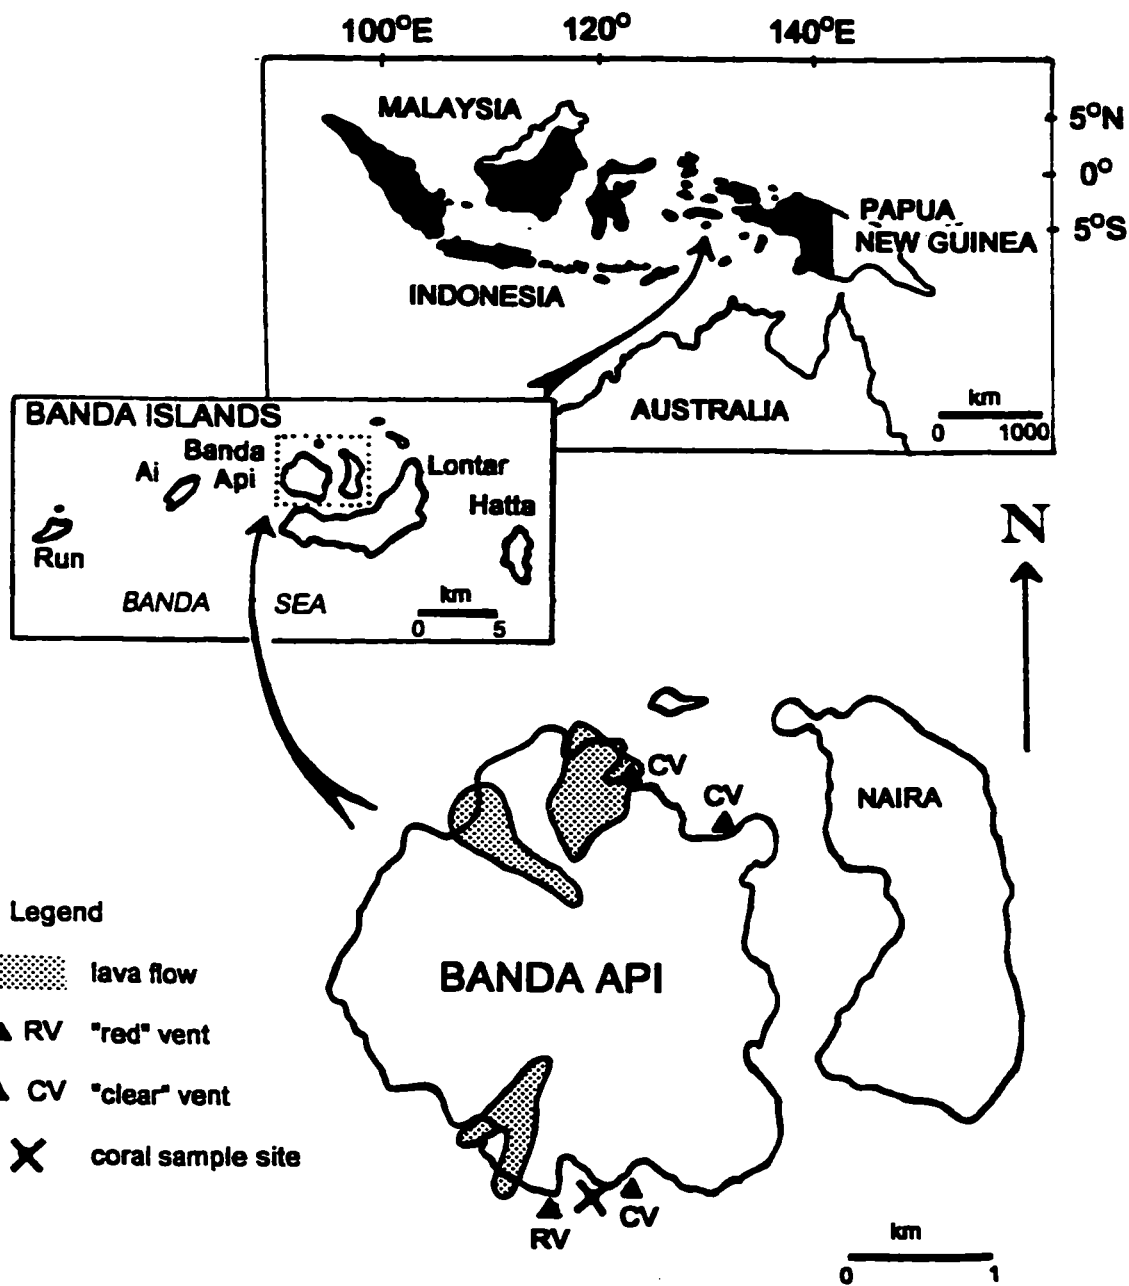 100°E 120° 140°E
MALAYSIA
5°N
0°
5°S
PAPUA
NEW GUINEA
INDONESIA
AUSTRALIA
km
0 1000
BANDA ISLANDS
Banda
Api
Ai
Lontar
Hatta
Run
BANDA SEA
km
0 5
N
CV
CV
NAIRA
Legend
lava flow
RV "red" vent
CV "clear" vent
coral sample site
BANDA API
RV
CV
km
0 1